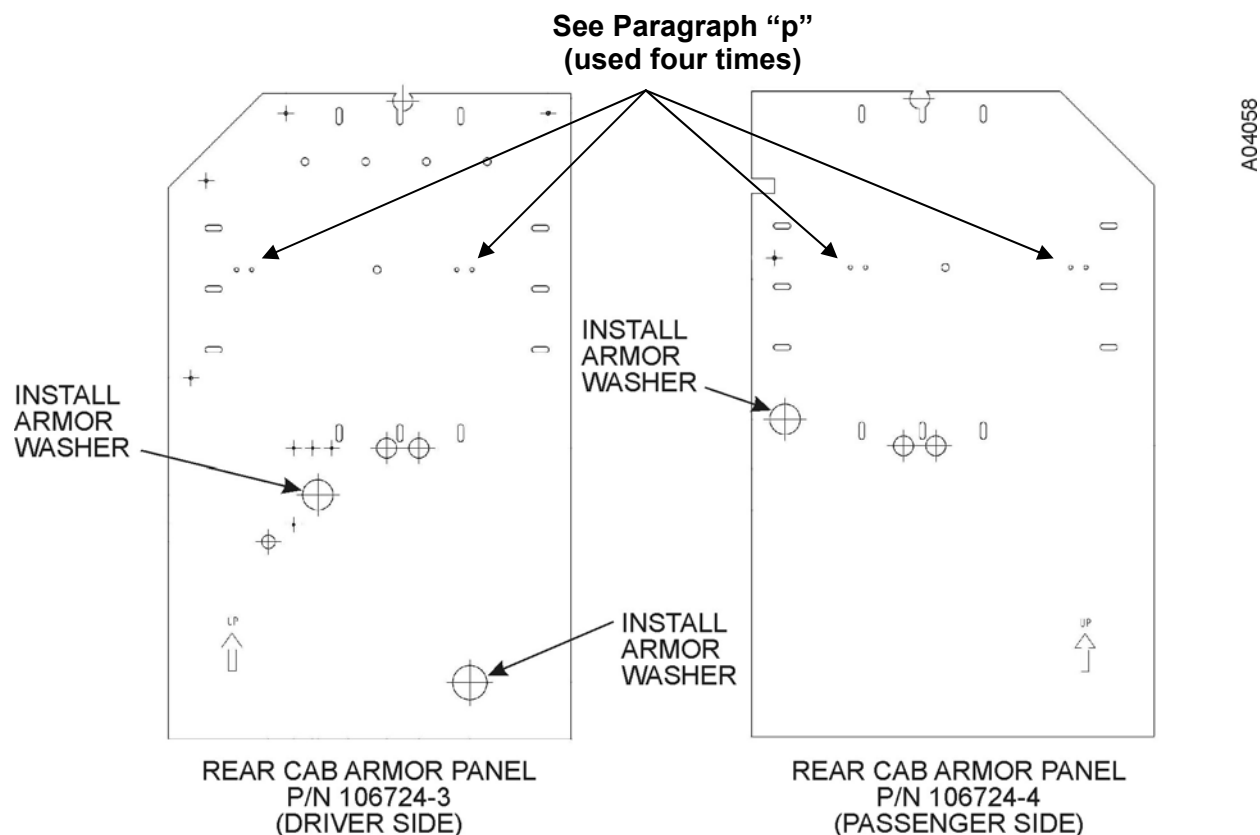 See Paragraph “p”
(used four times)
A04058
INSTALL
ARMOR
WASHER
INSTALL
ARMOR
WASHER
UP
INSTALL
ARMOR
WASHER
UP
REAR CAB ARMOR PANEL
P/N 106724-3
(DRIVER SIDE)
REAR CAB ARMOR PANEL
P/N 106724-4
(PASSENGER SIDE)